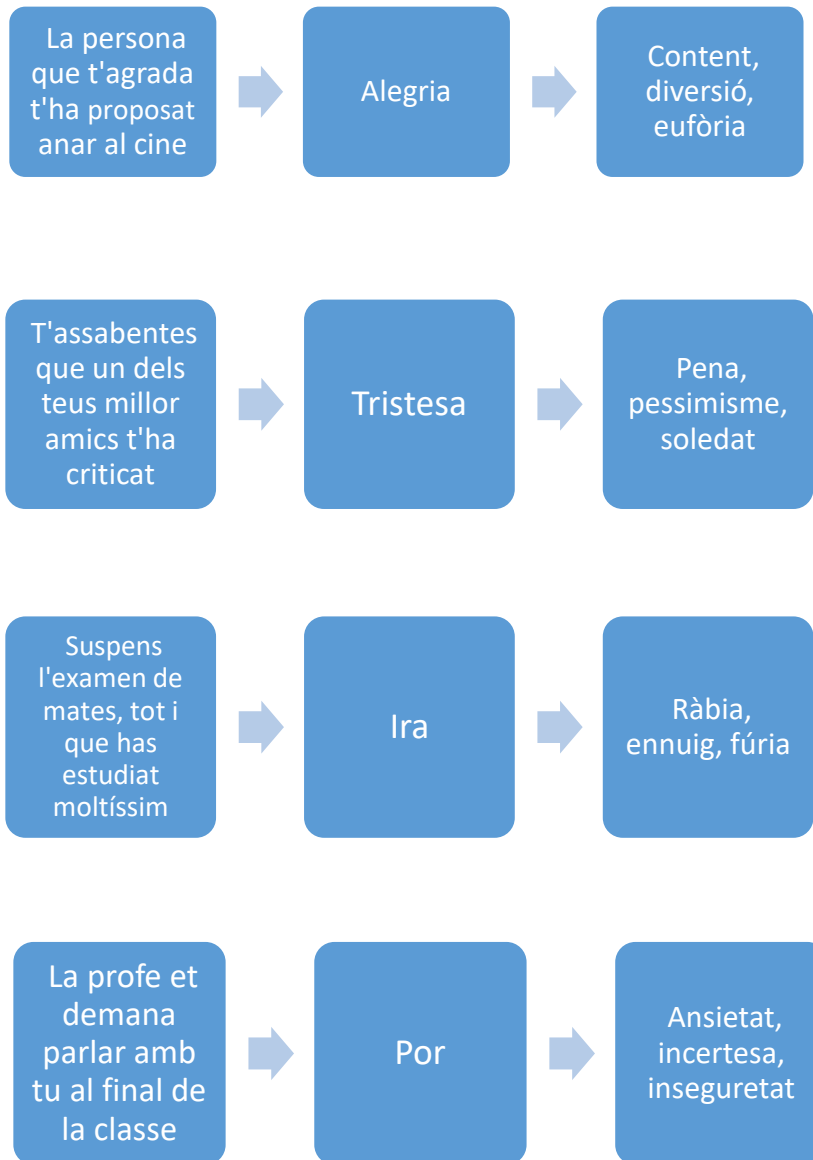 La persona
que t'agrada
t'ha proposat
anar al cine
Alegria
Content,
diversió,
eufòria
T'assabentes
que un dels
teus millor
amics t'ha
criticat
Tristesa
Pena,
pessimisme,
soledat
Suspens
l'examen de
mates, tot i
que has
estudiat
moltíssim
Ira
Ràbia,
ennuig, fúria
La profe et
demana
parlar amb
tu al final de
la classe
Por
Ansietat,
incertesa,
inseguretat